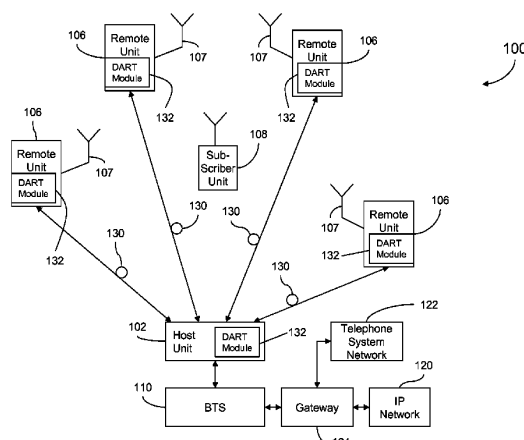 106
Remote
Unit
DART
Module
107
132
107
Remote
Unit
DART
Module
106
132
100
106
Remote
Unit
DART
Module
107
132
108
Sub-
Scriber
Unit
130
130
130
107
Remote
Unit
DART
Module
106
132
130
102
Host
Unit
DART
Module
132
122
Telephone
System
Network
110
BTS
Gateway
120
IP
Network